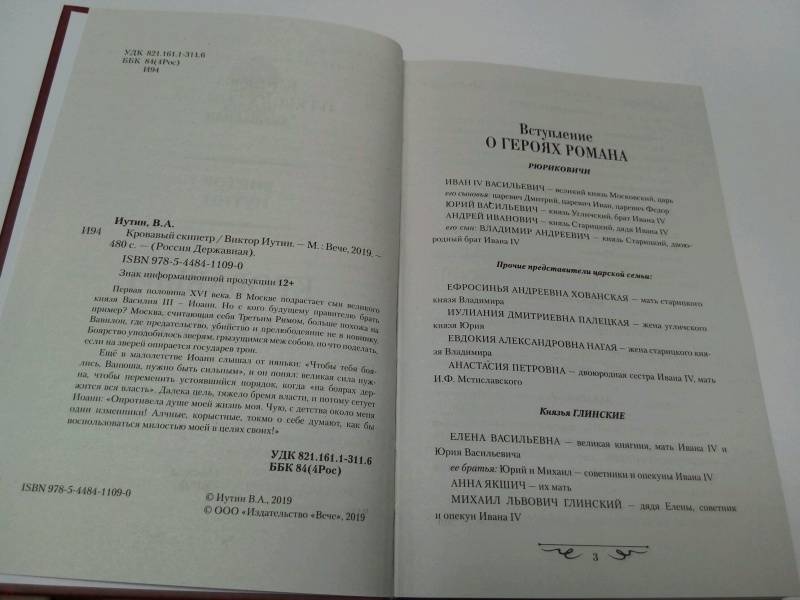 УДК 821.161.1-311.6
ББК 84(4Рос)
И94
Иутин, В.А.
И94 Кровавый скипетр / Виктор Иутин. — М. : Вече, 2019. —
480 с. — (Россия Державная).
ISBN 978-5-4484-1109-0
Знак информационной продукции 12+
Первая половина XVI века. В Москве подрастает сын великого
князя Василия III – Иоанн. Но с кого будущему правителю брать
пример? Москва, считающая себя Третьим Римом, больше похожа на
Вавилон, где предательство, убийство и прелюбодеяние не в новинку.
Боярство уподобилось зверям, грызущимся меж собою, но что поделать,
если на зверей опирается государев трон.
Ещё в малолетстве Иоанн слышал от няньки: «Чтобы тебя боя-
лись, Ванюша, нужно быть сильным», и он понял: великая сила нуж-
на, чтобы переменить устоявшийся порядок, когда «на боярах дер-
жится вся власть». Далека цель, тяжело бремя власти, и потому сетует
Иоанн: «Опротивела душе моей жизнь моя. Чую, с детства около меня
одни изменники! Алчные, корыстные, токмо о себе думают, как бы
воспользоваться милостью моей в целях своих!»
УДК 821.161.1-311.6
ББК 84(4Рос)
ISBN 978-5-4484-1109-0
© Иутин В.А., 2019
© ООО «Издательство «Вече», 2019
Вступление
О ГЕРОЯХ РОМАНА
РЮРИКОВИЧИ
ИВАН IV ВАСИЛЬЕВИЧ — великий князь Московский, царь
его сыновья: царевич Дмитрий, царевич Иван, царевич Федор
ЮРИЙ ВАСИЛЬЕВИЧ — князь Угличский, брат Ивана IV
АНДРЕЙ ИВАНОВИЧ — князь Старицкий, дядя Ивана IV
его сын: ВЛАДИМИР АНДРЕЕВИЧ — князь Старицкий, двою-
родный брат Ивана IV
Прочие представители царской семьи:
ЕФРОСИНЬЯ АНДРЕЕВНА ХОВАНСКАЯ — мать старицкого
князя Владимира
ИУЛИАНИЯ ДМИТРИЕВНА ПАЛЕЦКАЯ — жена угличского
князя Юрия
ЕВДОКИЯ АЛЕКСАНДРОВНА НАГАЯ — жена старицкого кня-
зя Владимира
АНАСТАСИЯ ПЕТРОВНА — двоюродная сестра Ивана IV, мать
И.Ф. Мстиславского
Князья ГЛИНСКИЕ
ЕЛЕНА ВАСИЛЬЕВНА — великая княгиня, мать Ивана IV и
Юрия Васильевича
ее братья: Юрий и Михаил — советники и опекуны Ивана IV
АННА ЯКШИЧ — их мать
МИХАИЛ ЛЬВОВИЧ ГЛИНСКИЙ — дядя Елены, советник
и опекун Ивана IV
3